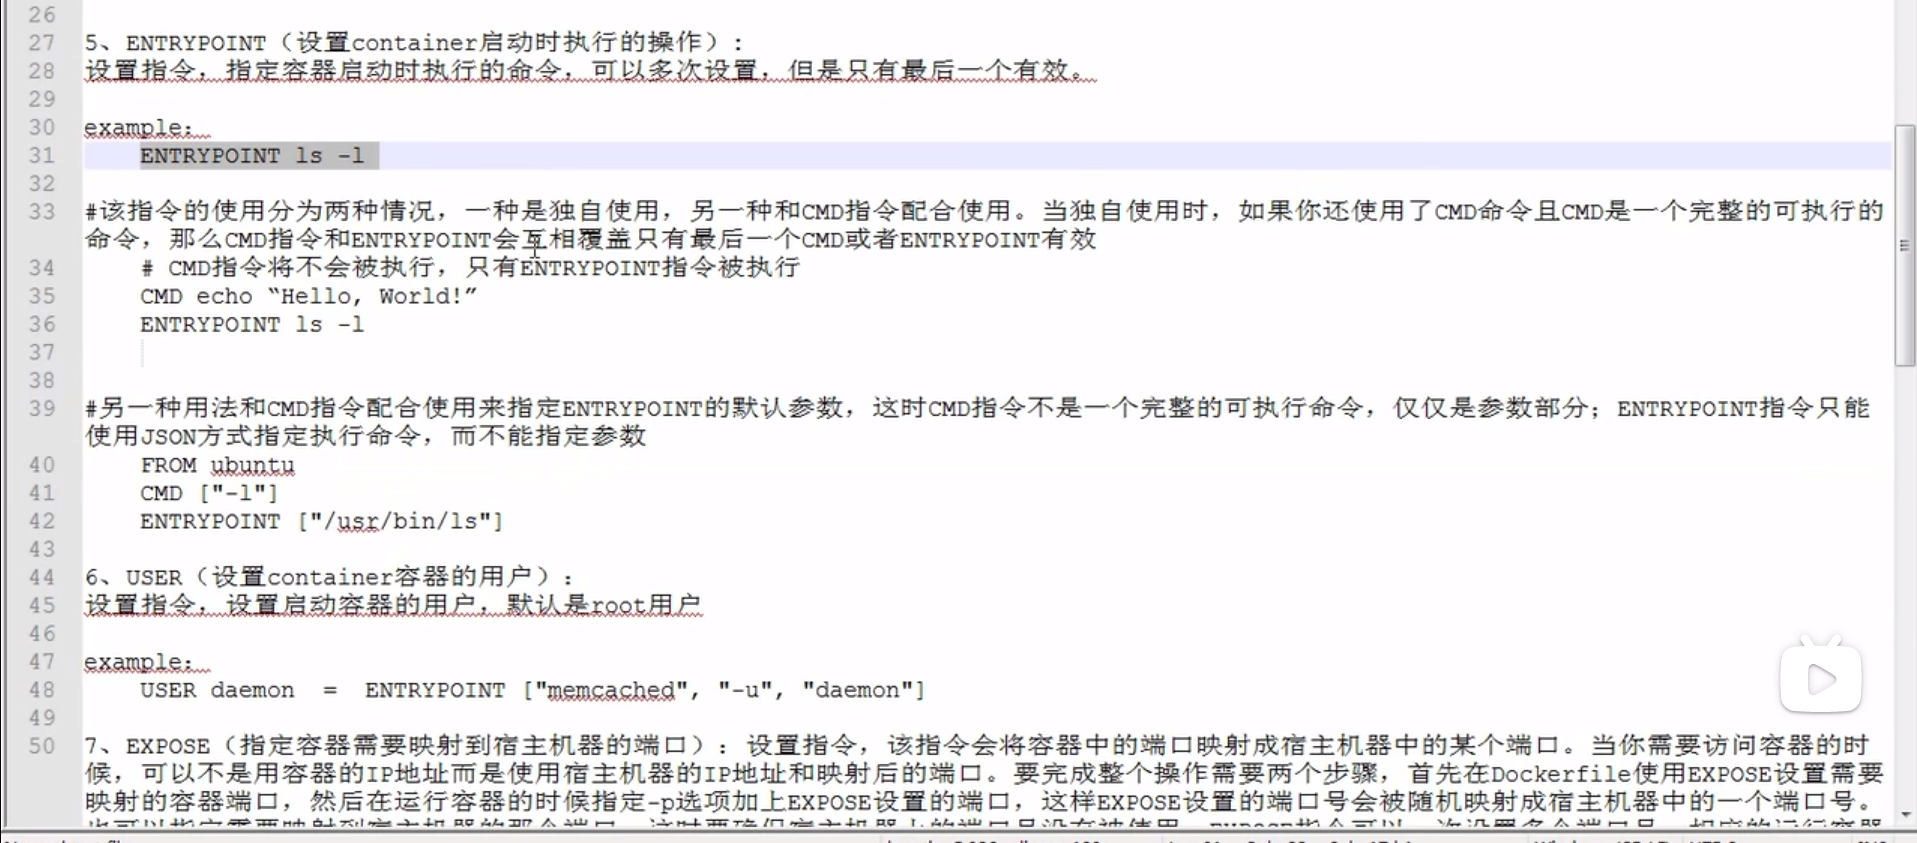 26
27 5、ENTRYPOINT（设置container启动时执行的操作）：
28 设置指令，指定容器启动时执行的命令，可以多次设置，但是只有最后一个有效。
29
30 example:
31 ENTRYPOINT ls -l
32
33 #该指令的使用分为两种情况，一种是独自使用，另一种和CMD指令配合使用。当独自使用时，如果你还使用了CMD命令且CMD是一个完整的可执行的
命令，那么CMD指令和ENTRYPOINT会互相覆盖只有最后一个CMD或者ENTRYPOINT有效
34 # CMD指令将不会被执行，只有ENTRYPOINT指令被执行
35 CMD echo “Hello, World!”
36 ENTRYPOINT ls -l
37
38
39 #另一种用法和CMD指令配合使用来指定ENTRYPOINT的默认参数，这时CMD指令不是一个完整的可执行命令，仅仅是参数部分；ENTRYPOINT指令只能
使用JSON方式指定执行命令，而不能指定参数
40 FROM ubuntu
41 CMD ["-l"]
42 ENTRYPOINT ["/usr/bin/ls"]
43
44 6、USER（设置container容器的用户）：
45 设置指令，设置启动容器的用户，默认是root用户
46
47 example:
48 USER daemon = ENTRYPOINT ["memcached", "-u", "daemon"]
49
50 7、EXPOSE（指定容器需要映射到宿主机器的端口）：设置指令，该指令会将容器中的端口映射成宿主机器中的某个端口。当你需要访问容器的时
候，可以不是用容器的IP地址而是使用宿主机器的IP地址和映射后的端口。要完成整个操作需要两个步骤，首先在Dockerfile使用EXPOSE设置需要
映射的容器端口，然后在运行容器的时候指定-p选项加上EXPOSE设置的端口，这样EXPOSE设置的端口号会被随机映射成宿主机器中的一个端口号。